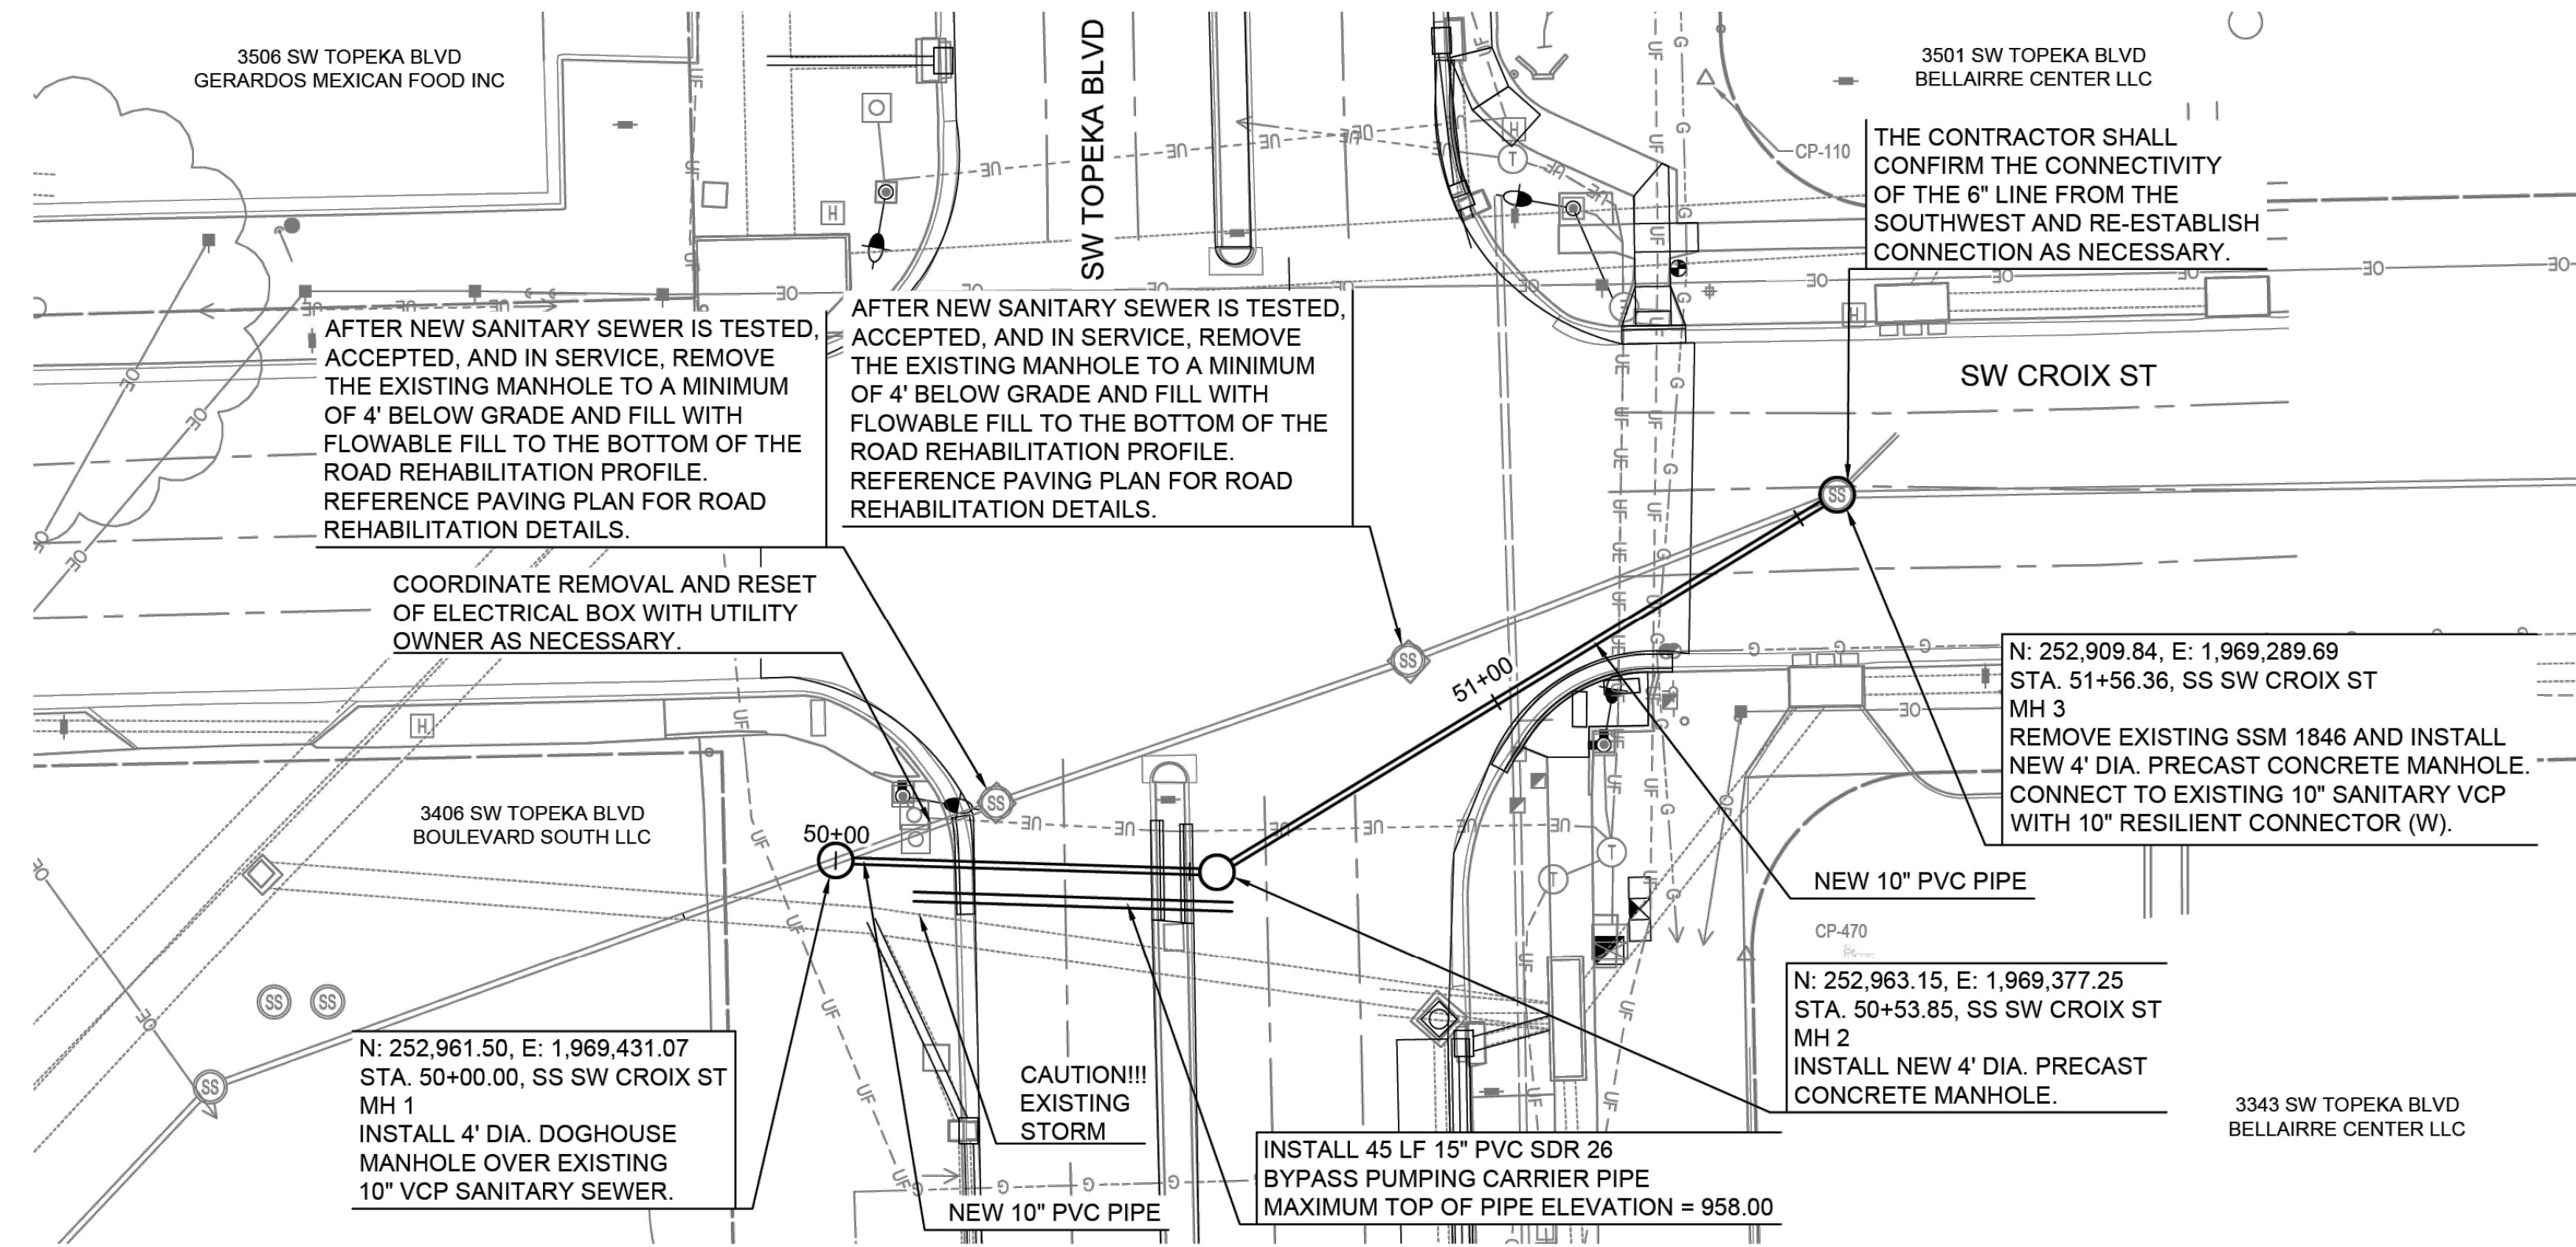 3506 SW TOPEKA BLVD
GERARDOS MEXICAN FOOD INC
SW TOPEKA BLVD
3501 SW TOPEKA BLVD
BELLAIRRE CENTER LLC
CP-110
THE CONTRACTOR SHALL
CONFIRM THE CONNECTIVITY
OF THE 6" LINE FROM THE
SOUTHWEST AND RE-ESTABLISH
CONNECTION AS NECESSARY.
SW CROIX ST
AFTER NEW SANITARY SEWER IS TESTED,
ACCEPTED, AND IN SERVICE, REMOVE
THE EXISTING MANHOLE TO A MINIMUM
OF 4' BELOW GRADE AND FILL WITH
FLOWABLE FILL TO THE BOTTOM OF THE
ROAD REHABILITATION PROFILE.
REFERENCE PAVING PLAN FOR ROAD
REHABILITATION DETAILS.
AFTER NEW SANITARY SEWER IS TESTED,
ACCEPTED, AND IN SERVICE, REMOVE
THE EXISTING MANHOLE TO A MINIMUM
OF 4' BELOW GRADE AND FILL WITH
FLOWABLE FILL TO THE BOTTOM OF THE
ROAD REHABILITATION PROFILE.
REFERENCE PAVING PLAN FOR ROAD
REHABILITATION DETAILS.
COORDINATE REMOVAL AND RESET
OF ELECTRICAL BOX WITH UTILITY
OWNER AS NECESSARY.
SS
SS
SS
51+00
50+00
3406 SW TOPEKA BLVD
BOULEVARD SOUTH LLC
N: 252,909.84, E: 1,969,289.69
STA. 51+56.36, SS SW CROIX ST
MH 3
REMOVE EXISTING SSM 1846 AND INSTALL
NEW 4' DIA. PRECAST CONCRETE MANHOLE.
CONNECT TO EXISTING 10" SANITARY VCP
WITH 10" RESILIENT CONNECTOR (W).
NEW 10" PVC PIPE
CP-470
N: 252,963.15, E: 1,969,377.25
STA. 50+53.85, SS SW CROIX ST
MH 2
INSTALL NEW 4' DIA. PRECAST
CONCRETE MANHOLE.
SS SS
SS
N: 252,961.50, E: 1,969,431.07
STA. 50+00.00, SS SW CROIX ST
MH 1
INSTALL 4' DIA. DOGHOUSE
MANHOLE OVER EXISTING
10" VCP SANITARY SEWER.
CAUTION!!!
EXISTING
STORM
NEW 10" PVC PIPE
INSTALL 45 LF 15" PVC SDR 26
BYPASS PUMPING CARRIER PIPE
MAXIMUM TOP OF PIPE ELEVATION = 958.00
3343 SW TOPEKA BLVD
BELLAIRRE CENTER LLC